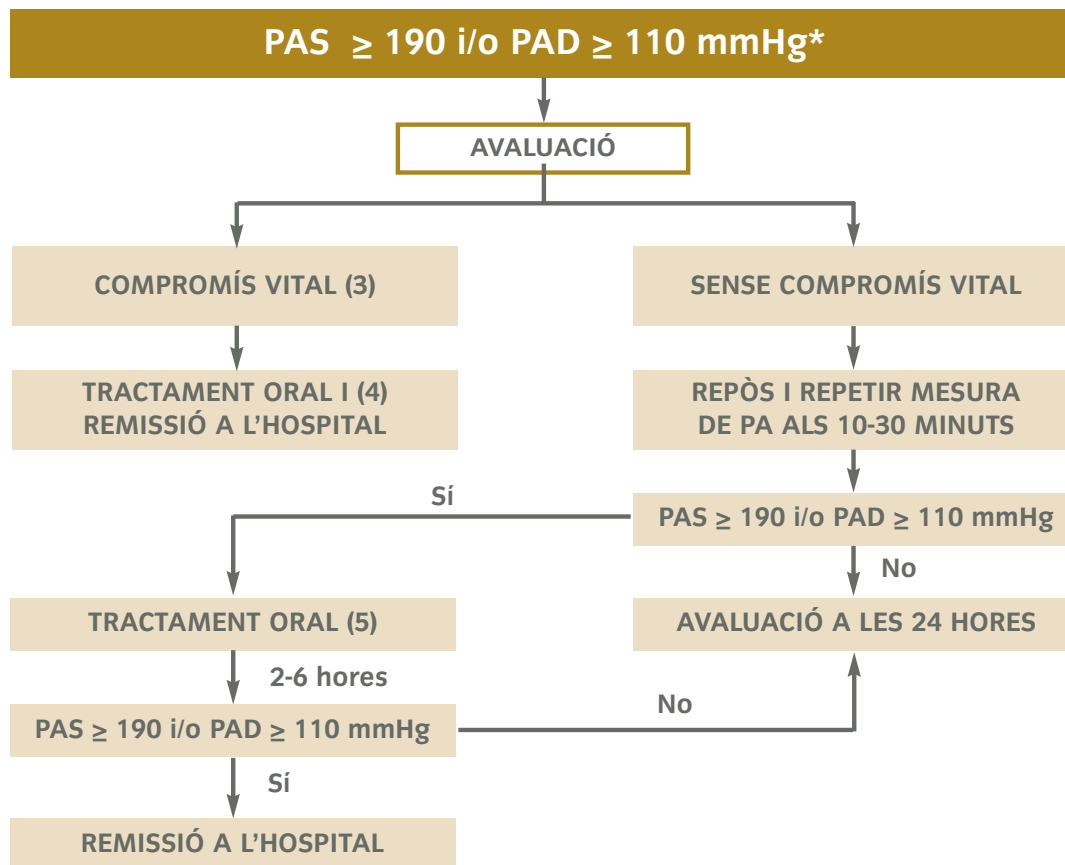 PAS ≥ 190 i/o PAD ≥ 110 mmHg*
AVALUACIÓ
COMPROMÍS VITAL (3)
SENSE COMPROMÍS VITAL
TRACTAMENT ORAL I (4)
REMISSIÓ A L’HOSPITAL
REPÒS I REPETIR MESURA
DE PA ALS 10-30 MINUTS
Sí
PAS ≥ 190 i/o PAD ≥ 110 mmHg
No
TRACTAMENT ORAL (5)
AVALUACIÓ A LES 24 HORES
2-6 hores
No
PAS ≥ 190 i/o PAD ≥ 110 mmHg
Sí
REMISSIÓ A L’HOSPITAL